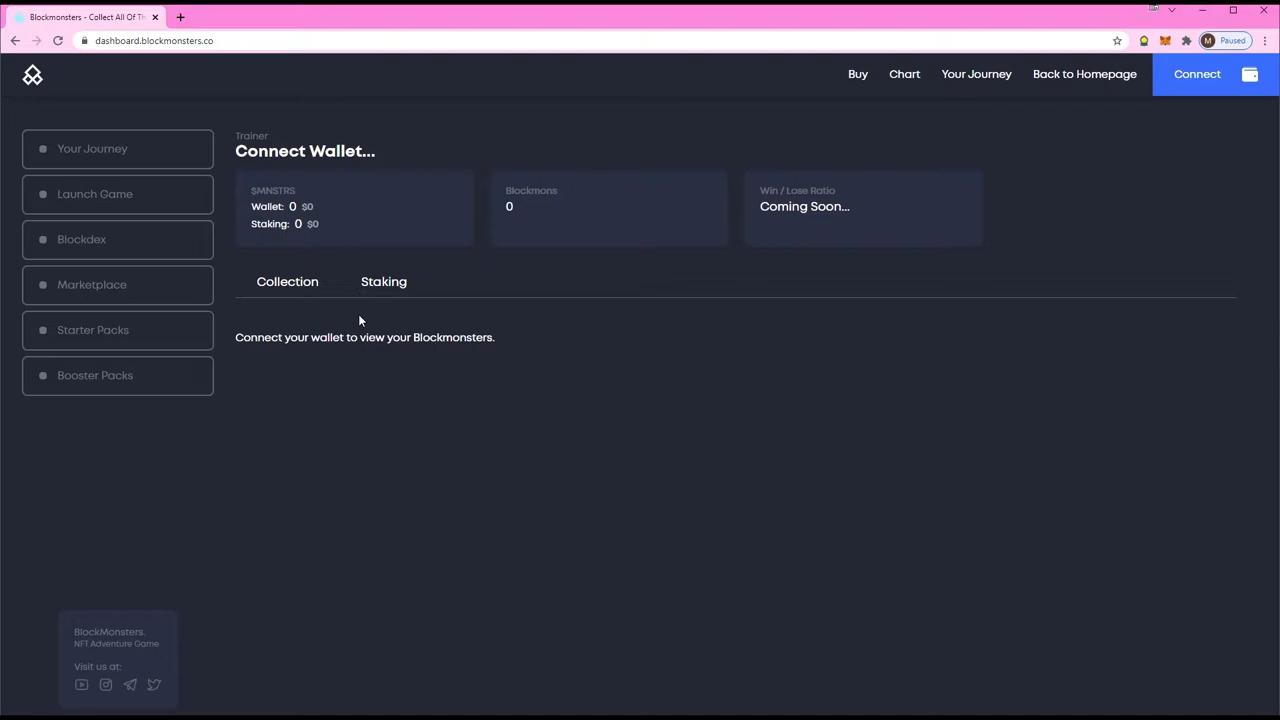 Blockmonsters - Collect All Of Th
dashboard.blockmonsters.co
M Paused
Buy Chart Your Journey Back to Homepage Connect
Your Journey
Launch Game
Blockdex
Marketplace
Starter Packs
Booster Packs
Trainer
Connect Wallet...
$MNSTRS
Wallet: 0 $0
Staking: 0 $0
Blockmons
0
Win / Lose Ratio
Coming Soon...
Collection Staking
Connect your wallet to view your Blockmonsters.
BlockMonsters.
NFT Adventure Game
Visit us at: